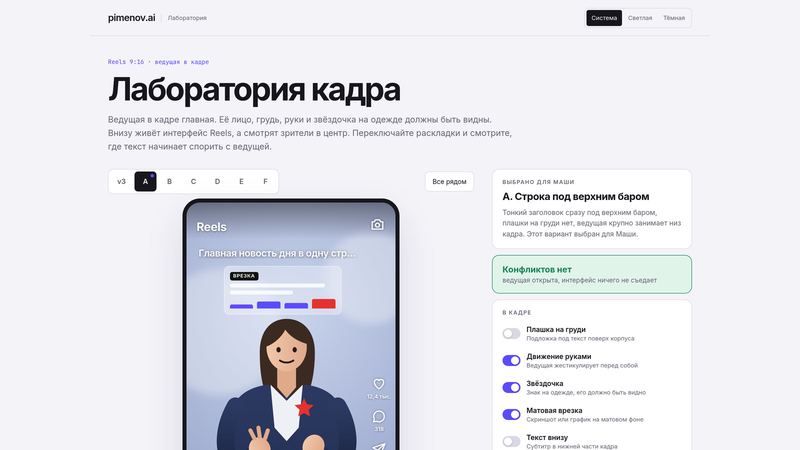 pimenov.ai
Лаборатория
Система
Светлая
Тёмная
Reels 9:16 · ведущая в кадре
Лаборатория кадра
Ведущая в кадре главная. Её лицо, грудь, руки и звёздочка на одежде должны быть видны.
Внизу живёт интерфейс Reels, а смотрят зрители в центр. Переключайте раскладки и смотрите,
где текст начинает спорить с ведущей.
v3
A
B
C
D
E
F
Все рядом
Reels
Главная новость дня в одну стр...
ВРЕЗКА
12,4 тыс.
318
ВЫБРАНО ДЛЯ МАШИ
A. Строка под верхним баром
Тонкий заголовок сразу под верхним баром,
плашки на груди нет, ведущая крупно занимает низ
кадра. Этот вариант выбран для Маши.
Конфликтов нет
ведущая открыта, интерфейс ничего не съедает
В КАДРЕ
Плашка на груди
Подложка под текст поверх корпуса
Движение руками
Ведущая жестикулирует перед собой
Звёздочка
Знак на одежде, его должно быть видно
Матовая врезка
Скриншот или график на матовом фоне
Текст внизу
Субтитр в нижней части кадра